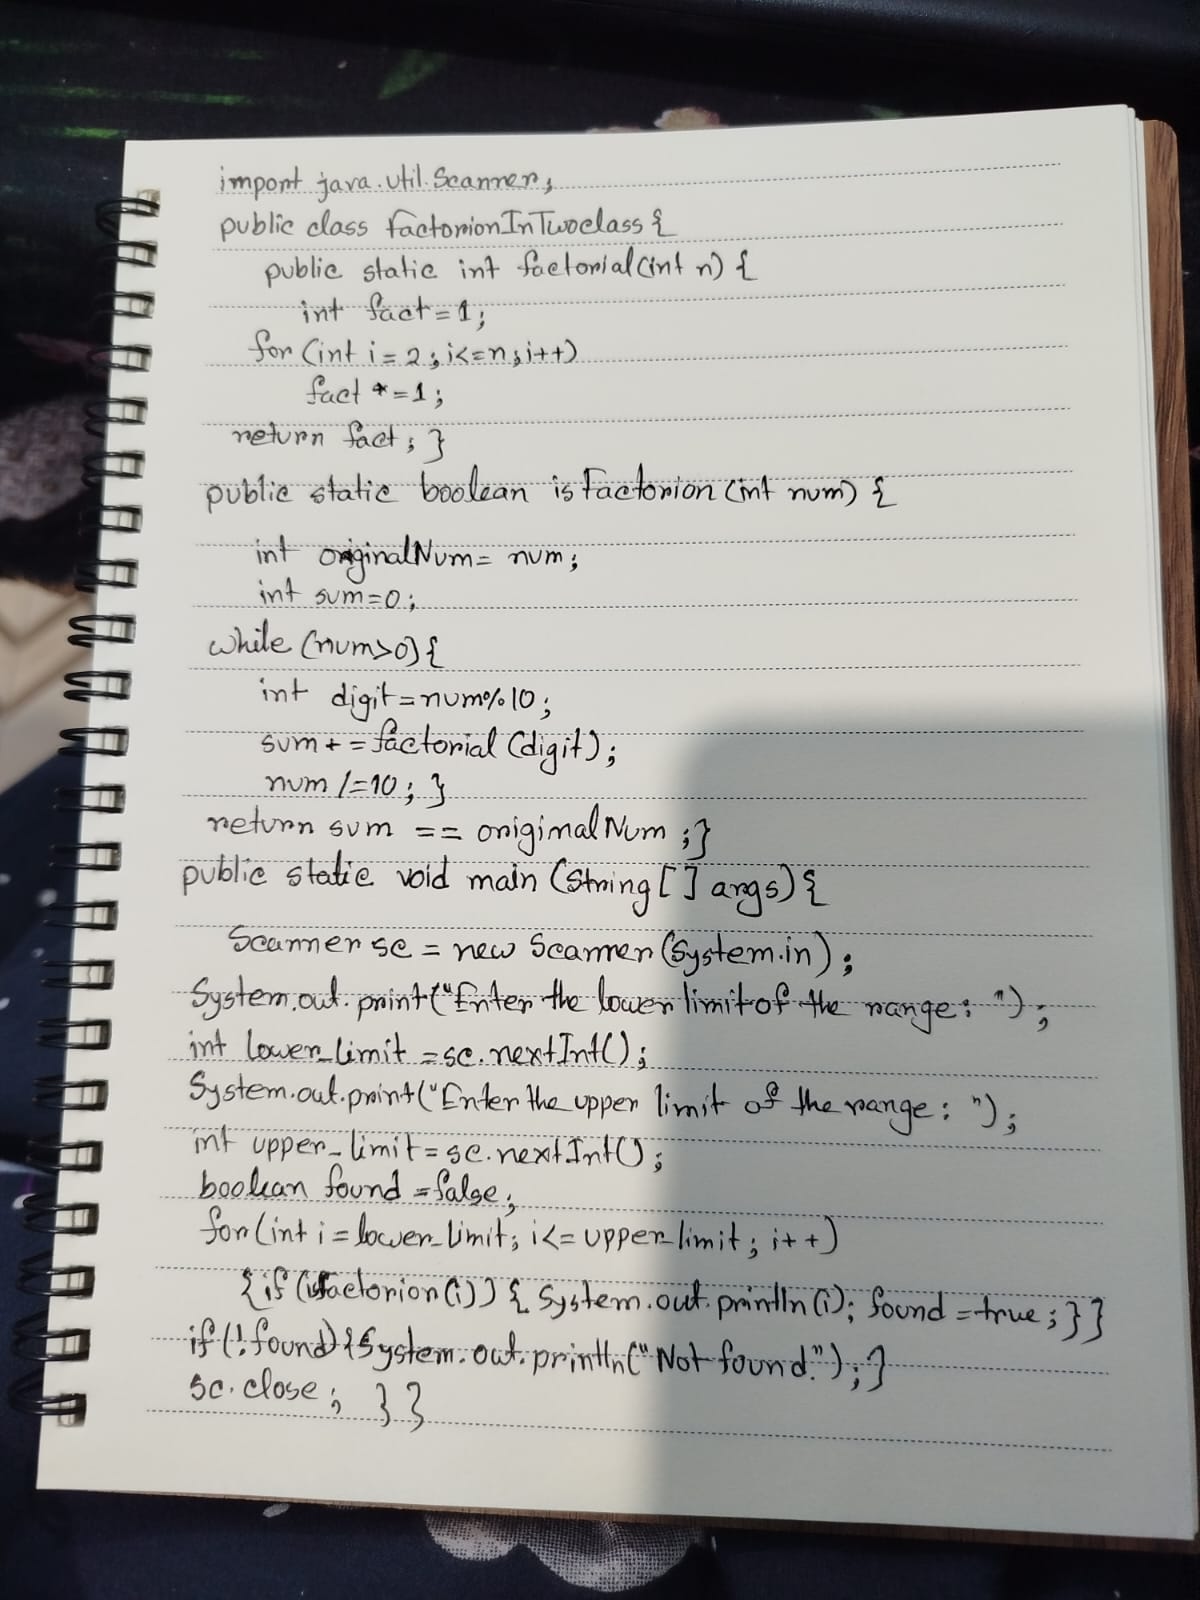 import java.util.Scanner;
public class FactorionInTwoclass {
public static int factorial(int n) {
int fact=1;
for (int i=2; i<=n; i++)
fact *=1;
return fact; }
public static boolean isFactorion (int num) {
int originalNum= num;
int sum=0;
while (num>0) {
int digit=num%10;
sum+=factorial (digit);
num /=10; }
return sum == originalNum ;}
public static void main (String [] args) {
Scanner sc = new Scanner (System.in) ;
System.out.print("Enter the lower limit of the range: ");
int lower_limit =sc.nextInt();
System.out.print("Enter the upper limit of the range: ");
int upper_limit=sc.nextInt();
boolean found =false;
for(int i=lower_limit; i<= upper_limit; i++)
{if (isfactorion(i)) { System.out.println(i); found =true; }}
if(!found) {System.out.println("Not found.");}
sc.close; }}